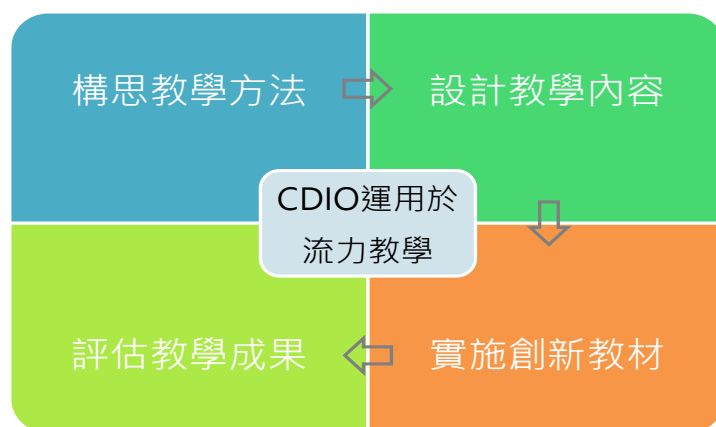 構思教學方法
設計教學內容
CDIO運用於
流力教學
評估教學成果
實施創新教材